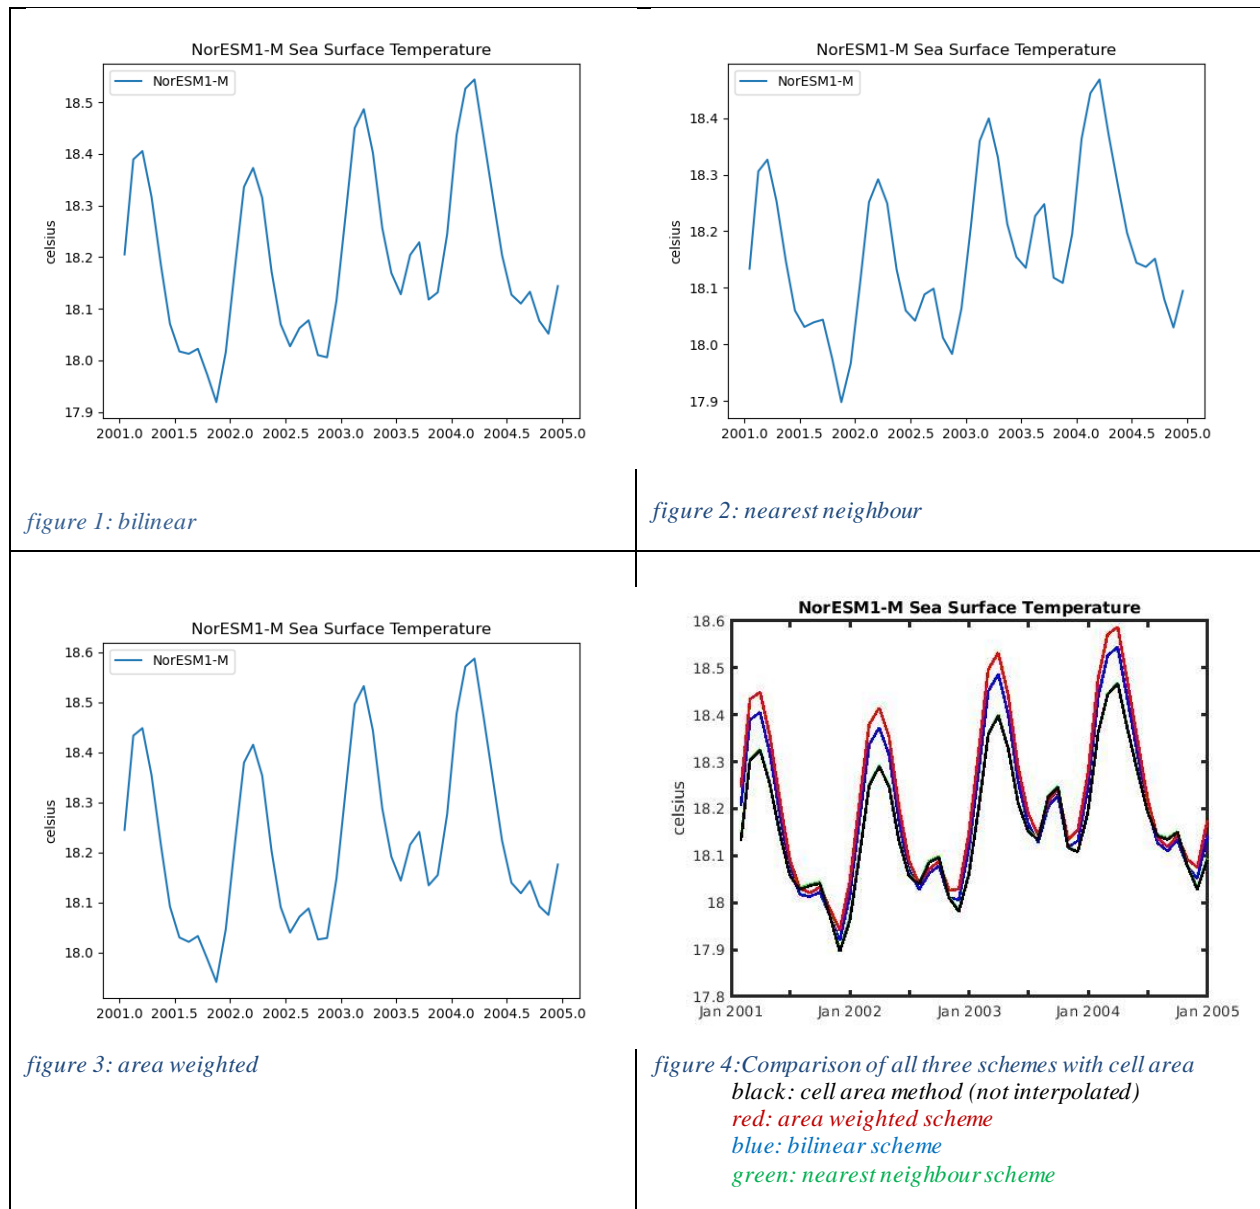 NorESM1-M Sea Surface Temperature
NorESM1-M
18.5
18.4
18.3
18.2
18.1
18.0
17.9
celsius
2001.0 2001.5 2002.0 2002.5 2003.0 2003.5 2004.0 2004.5 2005.0
figure 1: bilinear
NorESM1-M Sea Surface Temperature
NorESM1-M
18.4
18.3
18.2
18.1
18.0
17.9
celsius
2001.0 2001.5 2002.0 2002.5 2003.0 2003.5 2004.0 2004.5 2005.0
figure 2: nearest neighbour
NorESM1-M Sea Surface Temperature
NorESM1-M
18.6
18.5
18.4
18.3
18.2
18.1
18.0
celsius
2001.0 2001.5 2002.0 2002.5 2003.0 2003.5 2004.0 2004.5 2005.0
figure 3: area weighted
NorESM1-M Sea Surface Temperature
18.6
18.5
18.4
18.3
18.2
18.1
18
17.9
17.8
celsius
Jan 2001 Jan 2002 Jan 2003 Jan 2004 Jan 2005
figure 4:Comparison of all three schemes with cell area
black: cell area method (not interpolated)
red: area weighted scheme
blue: bilinear scheme
green: nearest neighbour scheme